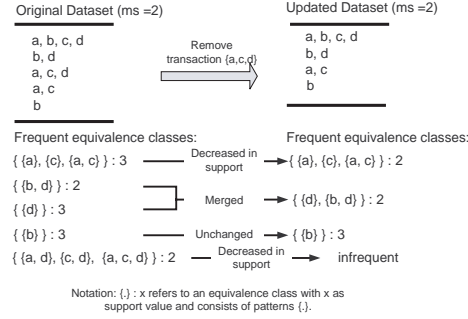 Original Dataset (ms =2)
Updated Dataset (ms =2)
a, b, c, d
b, d
a, c, d
a, c
b
Remove
transaction {a,c,d}
a, b, c, d
b, d
a, c
b
Frequent equivalence classes:
Frequent equivalence classes:
{ {a}, {c}, {a, c} } : 3
Decreased in
support
{ {a}, {c}, {a, c} } : 2
{ {b, d} } : 2
{ {d} } : 3
Merged
{ {d}, {b, d} } : 2
{ {b} } : 3
Unchanged
{ {b} } : 3
{ {a, d}, {c, d}, {a, c, d} } : 2
Decreased in
support
infrequent
Notation: {.} : x refers to an equivalence class with x as
support value and consists of patterns {.}.